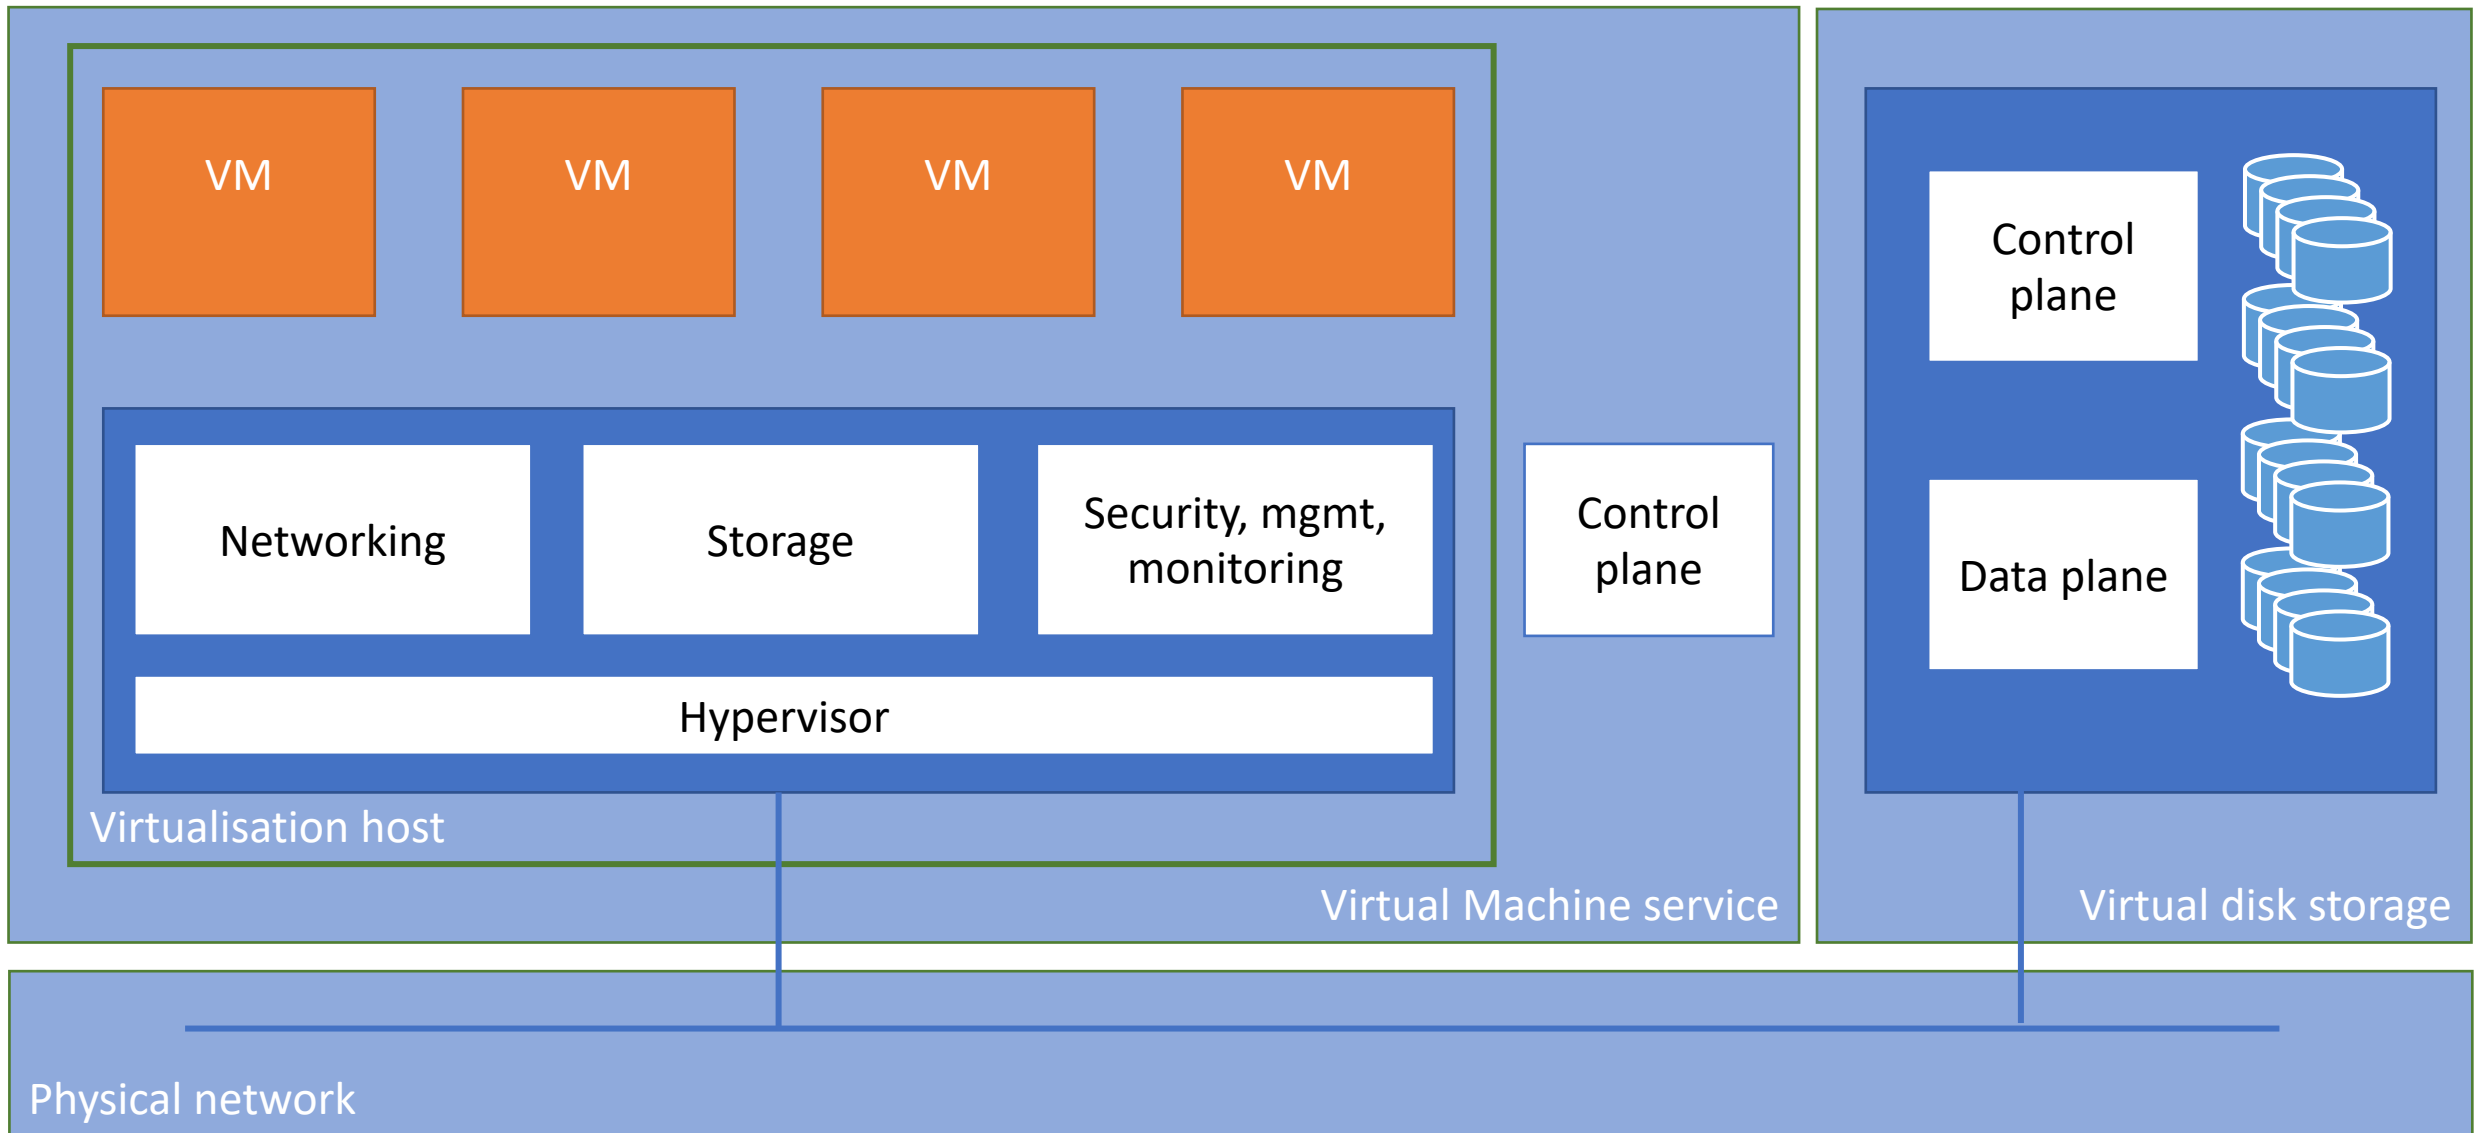 VM
VM
VM
VM
Networking
Storage
Security, mgmt,
monitoring
Hypervisor
Virtualisation host
Control
plane
Virtual Machine service
Control
plane
Data plane
Virtual disk storage
Physical network